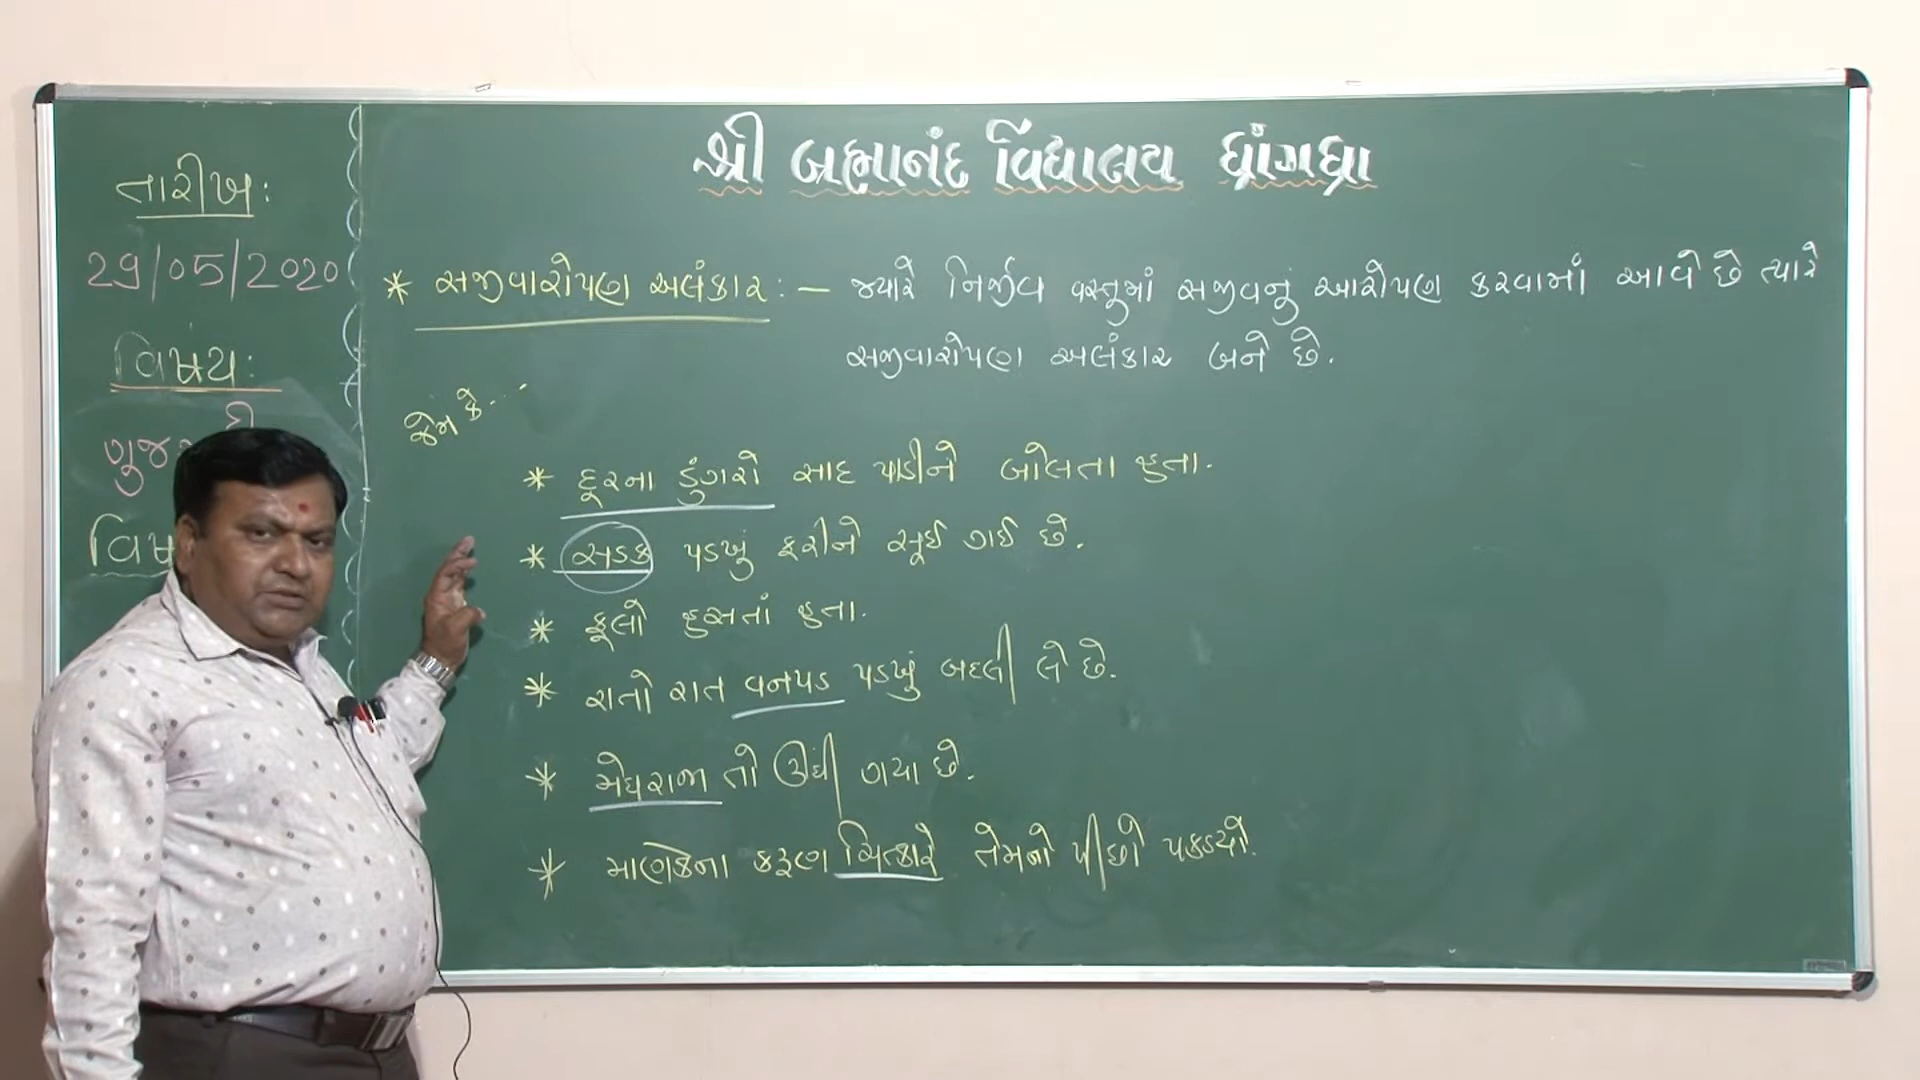 શ્રી બ્રહ્માનંદ વિદ્યાલય ધ્રાંગધ્રા
તારીખ:
29/05/2020
વિષય:
* સજીવારોપણ અલંકાર :- જ્યારે નિર્જીવ વસ્તુમાં સજીવનું આરોપણ કરવામાં આવે છે ત્યારે
સજીવારોપણ અલંકાર બને છે.
જેમ કે...
* દૂરના ડુંગરો સાદ પાડીને બોલતા હતા.
* સડક પડખું ફરીને સૂઈ ગઈ છે.
* ફૂલો હસતાં હતા.
* રાતો રાત વનપડ પડખું બદલી લે છે.
* મેઘરાજા તો ઊંઘી ગયા છે.
* માણેકના કરૂણ ચિત્કારે તેમનો પીછો પકડ્યો.